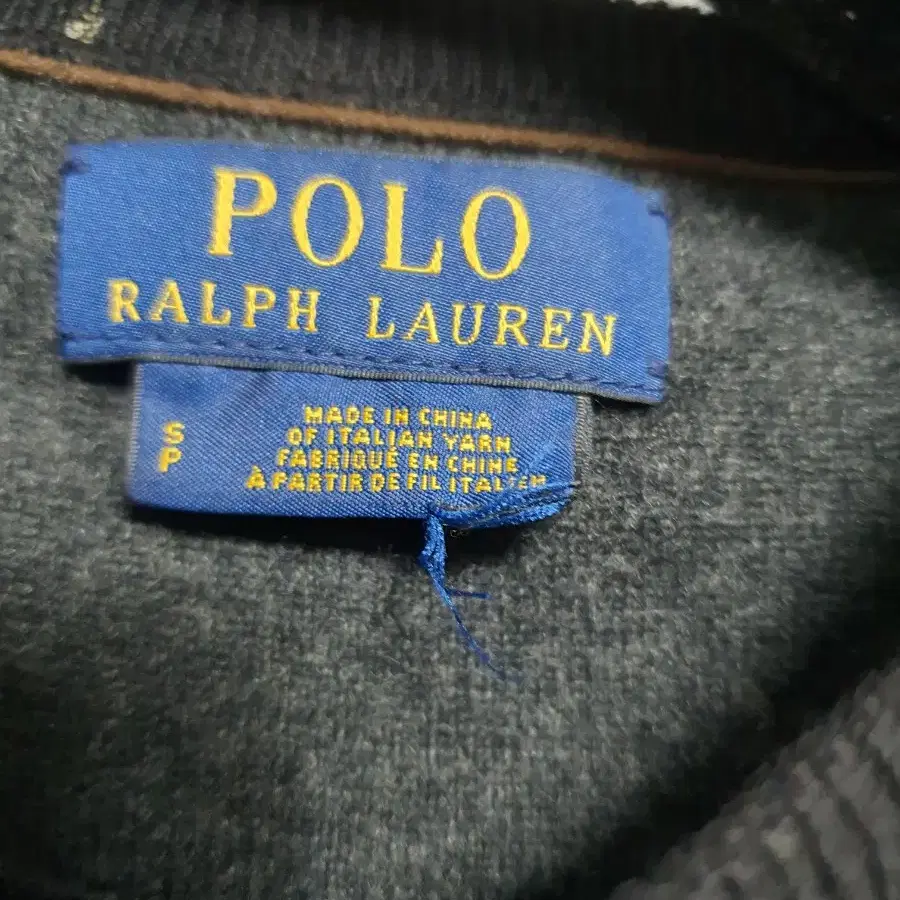 POLO
RALPH LAUREN
S
P
MADE IN CHINA
OF ITALIAN YARN
FABRIQUÉ EN CHINE
À PARTIR DE FIL ITALIEN